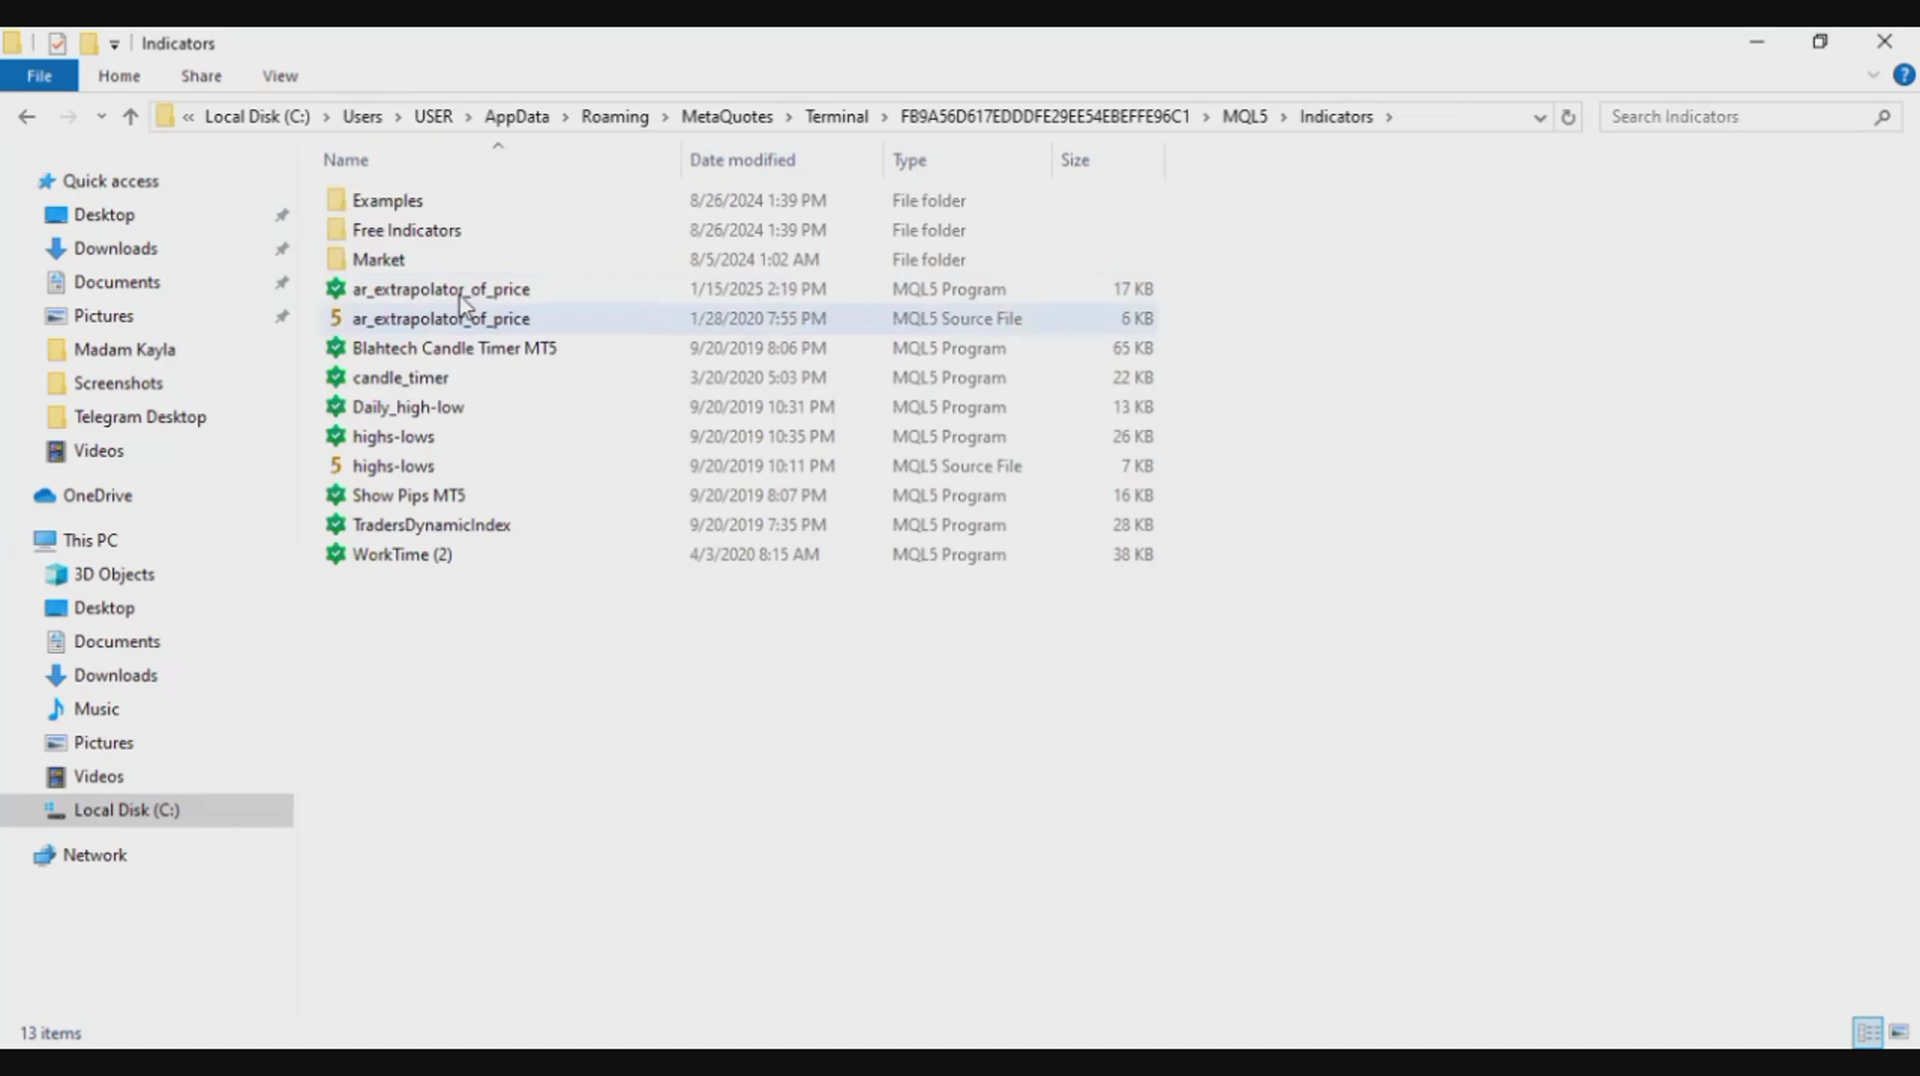 Indicators
File Home Share View
« Local Disk (C:) › Users › USER › AppData › Roaming › MetaQuotes › Terminal › FB9A56D617EDDDFE29EE54EBEFFE96C1 › MQL5 › Indicators › Search Indicators
Name Date modified Type Size
Quick access
Desktop
Downloads
Documents
Pictures
Madam Kayla
Screenshots
Telegram Desktop
Videos
OneDrive
This PC
3D Objects
Desktop
Documents
Downloads
Music
Pictures
Videos
Local Disk (C:)
Network
Examples 8/26/2024 1:39 PM File folder
Free Indicators 8/26/2024 1:39 PM File folder
Market 8/5/2024 1:02 AM File folder
ar_extrapolator_of_price 1/15/2025 2:19 PM MQL5 Program 17 KB
5 ar_extrapolator_of_price 1/28/2020 7:55 PM MQL5 Source File 6 KB
Blahtech Candle Timer MT5 9/20/2019 8:06 PM MQL5 Program 65 KB
candle_timer 3/20/2020 5:03 PM MQL5 Program 22 KB
Daily_high-low 9/20/2019 10:31 PM MQL5 Program 13 KB
highs-lows 9/20/2019 10:35 PM MQL5 Program 26 KB
5 highs-lows 9/20/2019 10:11 PM MQL5 Source File 7 KB
Show Pips MT5 9/20/2019 8:07 PM MQL5 Program 16 KB
TradersDynamicIndex 9/20/2019 7:35 PM MQL5 Program 28 KB
WorkTime (2) 4/3/2020 8:15 AM MQL5 Program 38 KB
13 items